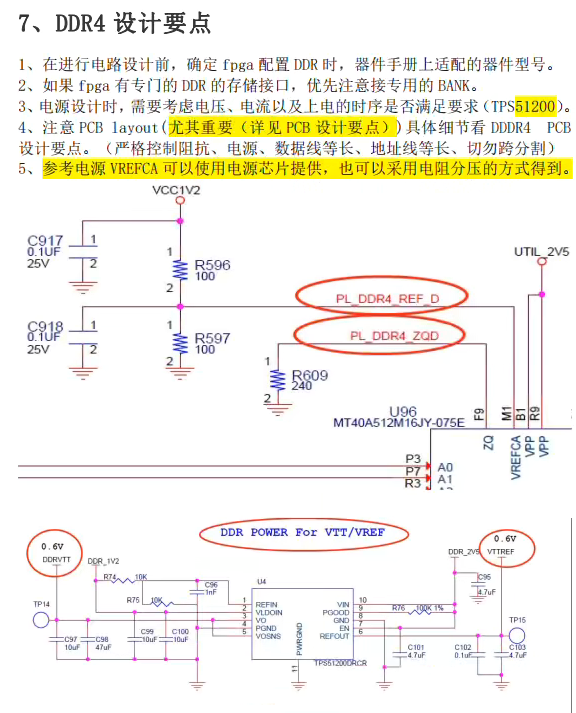 7、DDR4 设计要点
1、在进行电路设计前，确定 fpga 配置 DDR 时，器件手册上适配的器件型号。
2、如果 fpga 有专门的 DDR 的存储接口，优先注意接专用的 BANK。
3、电源设计时，需要考虑电压、电流以及上电的时序是否满足要求（TPS51200）。
4、注意 PCB layout(尤其重要（详见 PCB 设计要点）)具体细节看 DDDR4 PCB
设计要点。（严格控制阻抗、电源、数据线等长、地址线等长、切勿跨分割）
5、参考电源 VREFCA 可以使用电源芯片提供，也可以采用电阻分压的方式得到。
VCC1V2
C917
0.1UF
25V
1
2
1
R596
100
2
UTIL_2V5
PL_DDR4_REF_D
C918
0.1UF
25V
1
2
1
R597
100
2
PL_DDR4_ZQD
1
R609
240
2
U96
MT40A512M16JY-075E
F9
M1
B1
R9
ZQ
VREFCA
VPP
VPP
P3
A0
P7
A1
R3
DDR POWER For VTT/VREF
0.6V
DDRVTT
DDR_1V2
0.6V
DDR_2V5
VTTREF
R74
10K
C96
1nF
U4
C95
4.7uF
R75
10K
TP14
1
REFIN
2
VLDOIN
3
VO
4
PGND
5
VOSNS
PWRGND
VIN
10
PGOOD
9
GND
8
EN
7
REFOUT
6
R76
100K 1%
TP15
C97
10uF
C98
47uF
C99
10uF
C100
10uF
11
TPS51200DRCR
C101
4.7uF
C102
0.1uF
C103
4.7uF